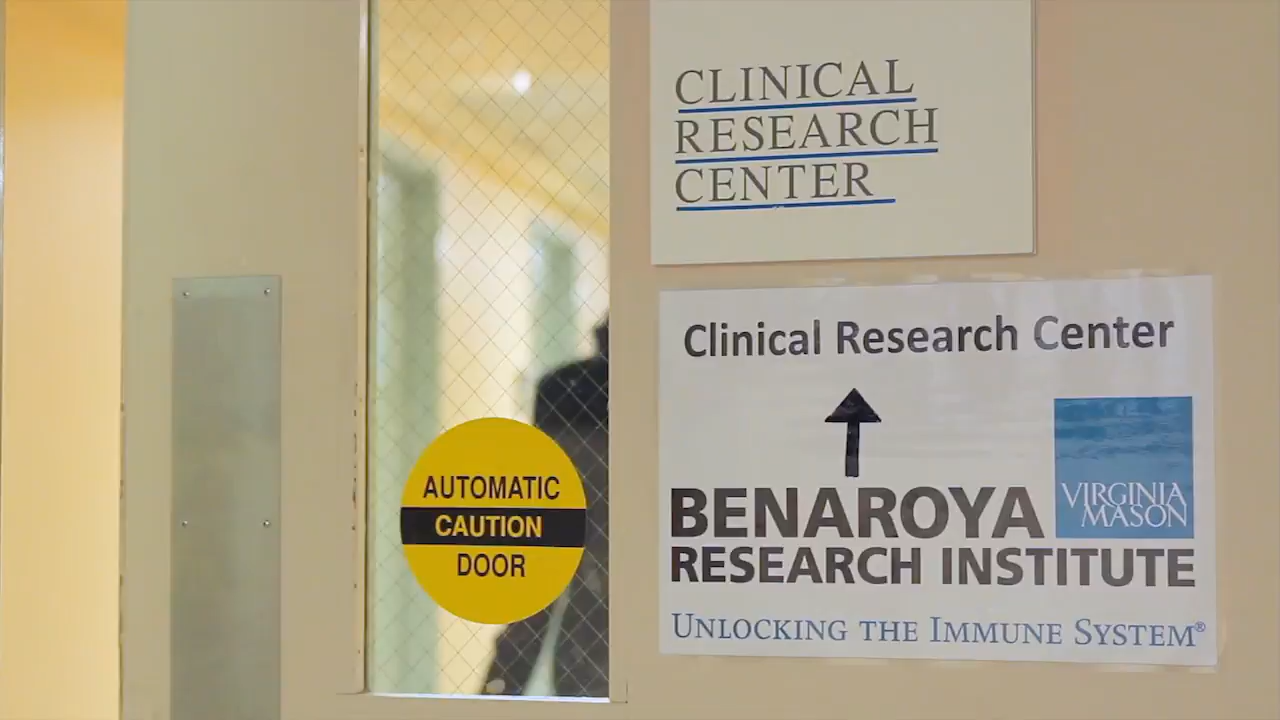 CLINICAL
RESEARCH
CENTER
Clinical Research Center
BENAROYA
RESEARCH INSTITUTE
VIRGINIA
MASON
UNLOCKING THE IMMUNE SYSTEM®
AUTOMATIC
CAUTION
DOOR